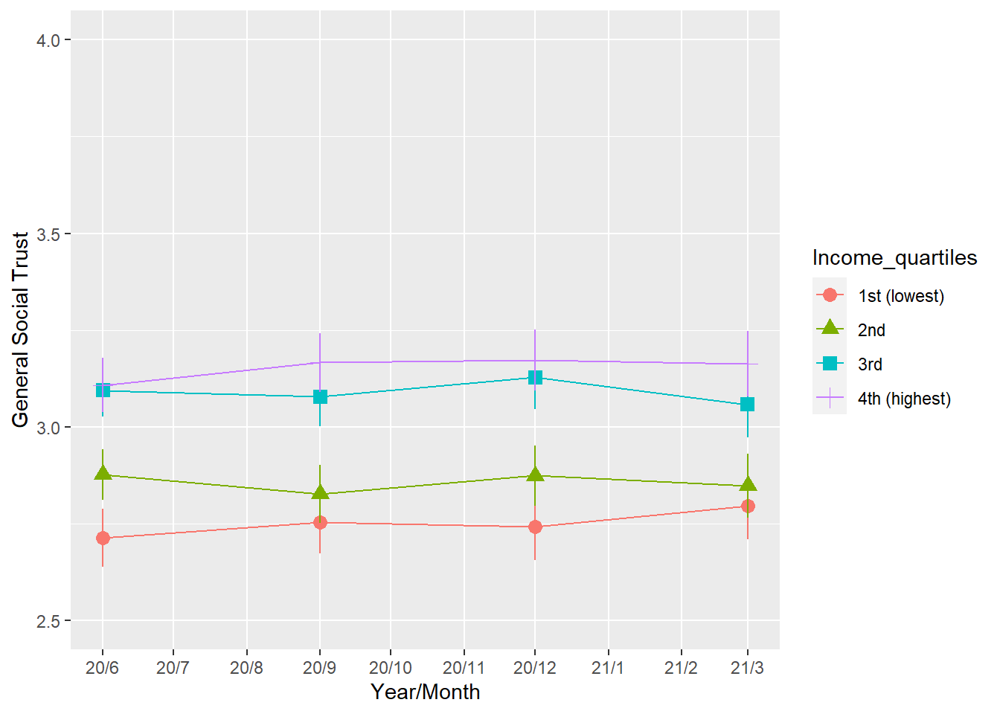 4.0
3.5
3.0
2.5
General Social Trust
20/6 20/7 20/8 20/9 20/10 20/11 20/12 21/1 21/2 21/3
Year/Month
Income_quartiles
1st (lowest)
2nd
3rd
4th (highest)